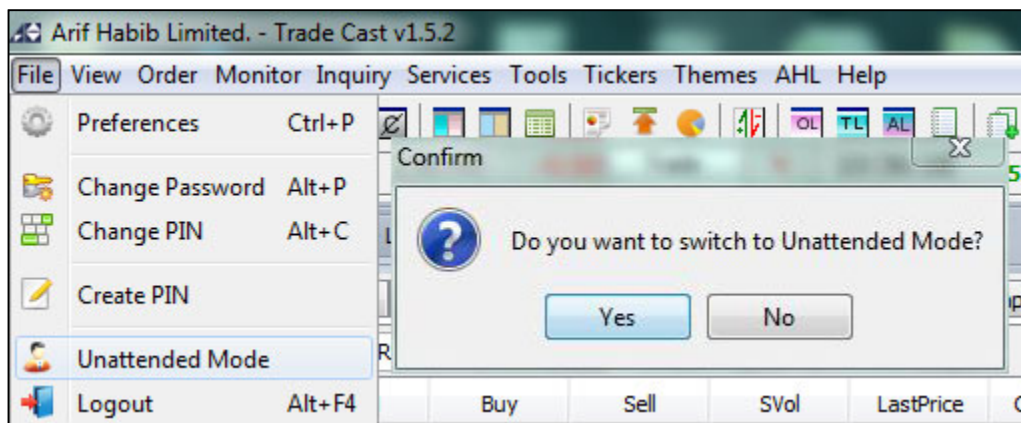 Arif Habib Limited. - Trade Cast v1.5.2
File View Order Monitor Inquiry Services Tools Tickers Themes AHL Help
Preferences Ctrl+P
OL TL AL
Confirm
Change Password Alt+P
5
Change PIN Alt+C
L
Do you want to switch to Unattended Mode?
Create PIN
Yes No
Unattended Mode
R
Logout Alt+F4
Buy Sell SVol LastPrice